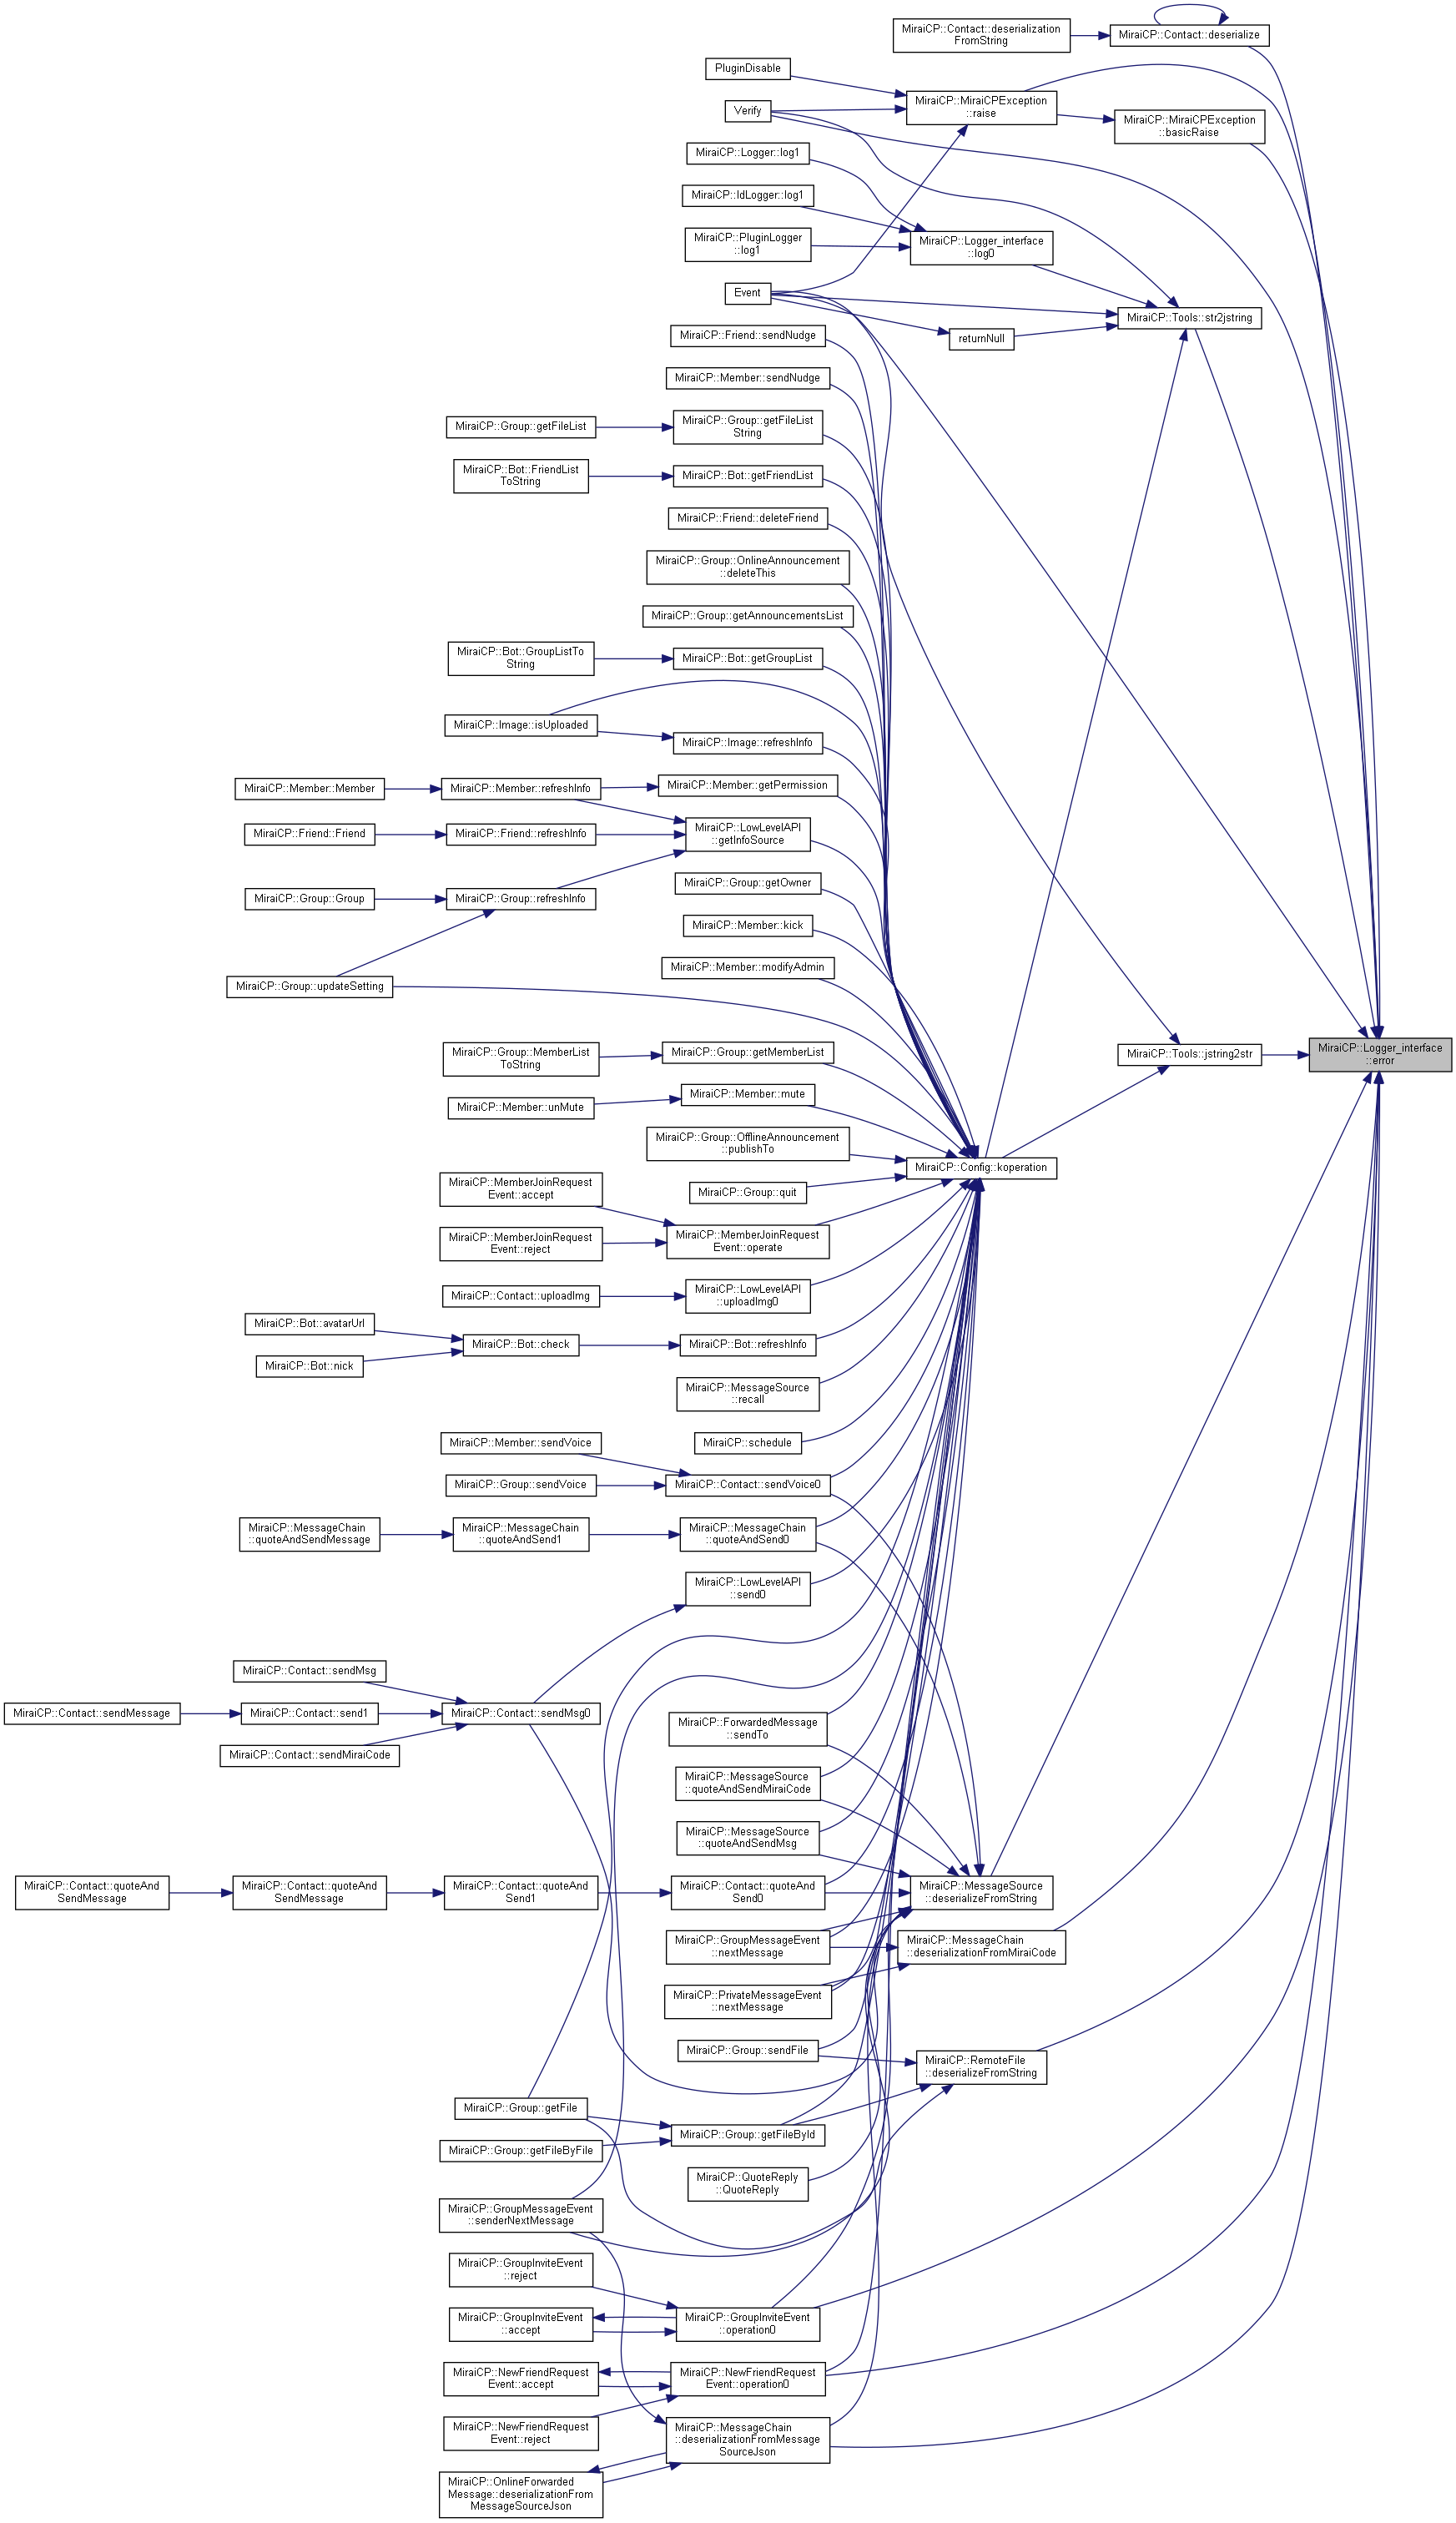 MiraiCP::Contact::deserialization
FromString
MiraiCP::Contact::deserialize
PluginDisable
MiraiCP::MiraiCPException
::raise
Verify
MiraiCP::MiraiCPException
::basicRaise
MiraiCP::Logger::log1
MiraiCP::IdLogger::log1
MiraiCP::PluginLogger
::log1
MiraiCP::Logger_interface
::log0
Event
MiraiCP::Tools::str2jstring
returnNull
MiraiCP::Friend::sendNudge
MiraiCP::Member::sendNudge
MiraiCP::Group::getFileList
MiraiCP::Group::getFileList
String
MiraiCP::Bot::FriendList
ToString
MiraiCP::Bot::getFriendList
MiraiCP::Friend::deleteFriend
MiraiCP::Group::OnlineAnnouncement
::deleteThis
MiraiCP::Group::getAnnouncementsList
MiraiCP::Bot::GroupListTo
String
MiraiCP::Bot::getGroupList
MiraiCP::Image::isUploaded
MiraiCP::Image::refreshInfo
MiraiCP::Member::Member
MiraiCP::Member::refreshInfo
MiraiCP::Member::getPermission
MiraiCP::Friend::Friend
MiraiCP::Friend::refreshInfo
MiraiCP::LowLevelAPI
::getInfoSource
MiraiCP::Group::getOwner
MiraiCP::Group::Group
MiraiCP::Group::refreshInfo
MiraiCP::Member::kick
MiraiCP::Member::modifyAdmin
MiraiCP::Group::updateSetting
MiraiCP::Group::MemberList
ToString
MiraiCP::Group::getMemberList
MiraiCP::Tools::jstring2str
MiraiCP::Logger_interface
::error
MiraiCP::Member::unMute
MiraiCP::Member::mute
MiraiCP::Group::OfflineAnnouncement
::publishTo
MiraiCP::Config::koperation
MiraiCP::MemberJoinRequest
Event::accept
MiraiCP::Group::quit
MiraiCP::MemberJoinRequest
Event::reject
MiraiCP::MemberJoinRequest
Event::operate
MiraiCP::Contact::uploadImg
MiraiCP::LowLevelAPI
::uploadImg0
MiraiCP::Bot::avatarUrl
MiraiCP::Bot::check
MiraiCP::Bot::refreshInfo
MiraiCP::Bot::nick
MiraiCP::MessageSource
::recall
MiraiCP::Member::sendVoice
MiraiCP::schedule
MiraiCP::Group::sendVoice
MiraiCP::Contact::sendVoice0
MiraiCP::MessageChain
::quoteAndSendMessage
MiraiCP::MessageChain
::quoteAndSend1
MiraiCP::MessageChain
::quoteAndSend0
MiraiCP::LowLevelAPI
::send0
MiraiCP::Contact::sendMsg
MiraiCP::Contact::sendMessage
MiraiCP::Contact::send1
MiraiCP::Contact::sendMsg0
MiraiCP::Contact::sendMiraiCode
MiraiCP::ForwardedMessage
::sendTo
MiraiCP::MessageSource
::quoteAndSendMiraiCode
MiraiCP::MessageSource
::quoteAndSendMsg
MiraiCP::Contact::quoteAnd
SendMessage
MiraiCP::Contact::quoteAnd
SendMessage
MiraiCP::Contact::quoteAnd
Send1
MiraiCP::Contact::quoteAnd
Send0
MiraiCP::MessageSource
::deserializeFromString
MiraiCP::GroupMessageEvent
::nextMessage
MiraiCP::MessageChain
::deserializationFromMiraiCode
MiraiCP::PrivateMessageEvent
::nextMessage
MiraiCP::Group::sendFile
MiraiCP::RemoteFile
::deserializeFromString
MiraiCP::Group::getFile
MiraiCP::Group::getFileById
MiraiCP::Group::getFileByFile
MiraiCP::QuoteReply
::QuoteReply
MiraiCP::GroupMessageEvent
::senderNextMessage
MiraiCP::GroupInviteEvent
::reject
MiraiCP::GroupInviteEvent
::accept
MiraiCP::GroupInviteEvent
::operation0
MiraiCP::NewFriendRequest
Event::accept
MiraiCP::NewFriendRequest
Event::operation0
MiraiCP::NewFriendRequest
Event::reject
MiraiCP::MessageChain
::deserializationFromMessage
SourceJson
MiraiCP::OnlineForwarded
Message::deserializationFrom
MessageSourceJson